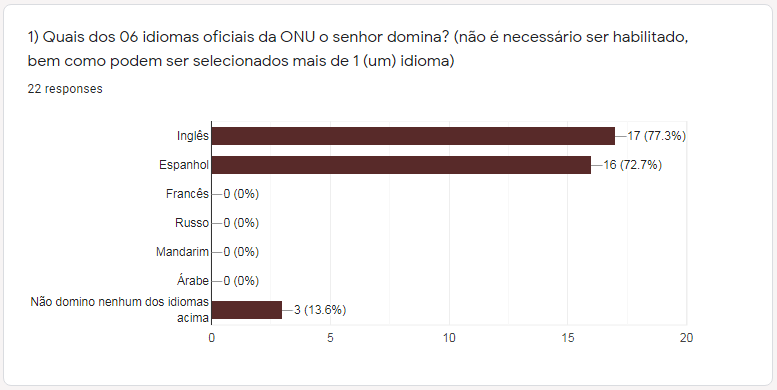 1) Quais dos 06 idiomas oficiais da ONU o senhor domina? (não é necessário ser habilitado,
bem como podem ser selecionados mais de 1 (um) idioma)
22 responses
Inglês 17 (77.3%)
Espanhol 16 (72.7%)
Francês 0 (0%)
Russo 0 (0%)
Mandarim 0 (0%)
Árabe 0 (0%)
Não domino nenhum dos idiomas
acima 3 (13.6%)
0 5 10 15 20